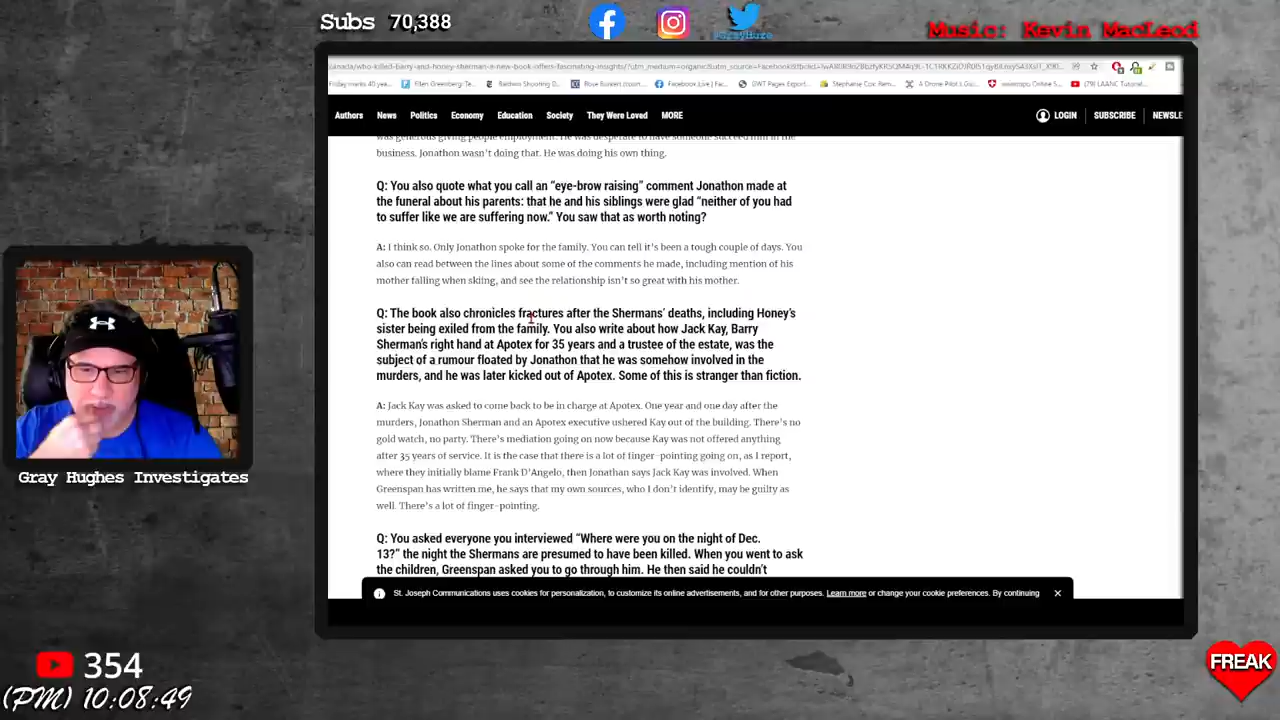 Subs 70,388
Music: Kevin MacLeod
Authors News Politics Economy Education Society They Were Loved MORE LOGIN SUBSCRIBE NEWSLE
was generous giving people employment. He was desperate to have someone succeed him in the
business. Jonathon wasn't doing that. He was doing his own thing.
Q: You also quote what you call an “eye-brow raising” comment Jonathon made at
the funeral about his parents: that he and his siblings were glad “neither of you had
to suffer like we are suffering now.” You saw that as worth noting?
A: I think so. Only Jonathon spoke for the family. You can tell it's been a tough couple of days. You
also can read between the lines about some of the comments he made, including mention of his
mother falling when skiing, and see the relationship isn't so great with his mother.
Q: The book also chronicles fractures after the Shermans' deaths, including Honey's
sister being exiled from the family. You also write about how Jack Kay, Barry
Sherman's right hand at Apotex for 35 years and a trustee of the estate, was the
subject of a rumour floated by Jonathon that he was somehow involved in the
murders, and he was later kicked out of Apotex. Some of this is stranger than fiction.
A: Jack Kay was asked to come back to be in charge at Apotex. One year and one day after the
murders, Jonathon Sherman and an Apotex executive ushered Kay out of the building. There's no
gold watch, no party. There's mediation going on now because Kay was not offered anything
after 35 years of service. It is the case that there is a lot of finger-pointing going on, as I report,
where they initially blame Frank D'Angelo, then Jonathan says Jack Kay was involved. When
Greenspan has written me, he says that my own sources, who I don't identify, may be guilty as
well. There's a lot of finger-pointing.
Q: You asked everyone you interviewed “Where were you on the night of Dec.
13?” the night the Shermans are presumed to have been killed. When you went to ask
the children, Greenspan asked you to go through him. He then said he couldn't
St. Joseph Communications uses cookies for personalization, to customize its online advertisements, and for other purposes. Learn more or change your cookie preferences. By continuing
Gray Hughes Investigates
354
(PM) 10:08:49
FREAK